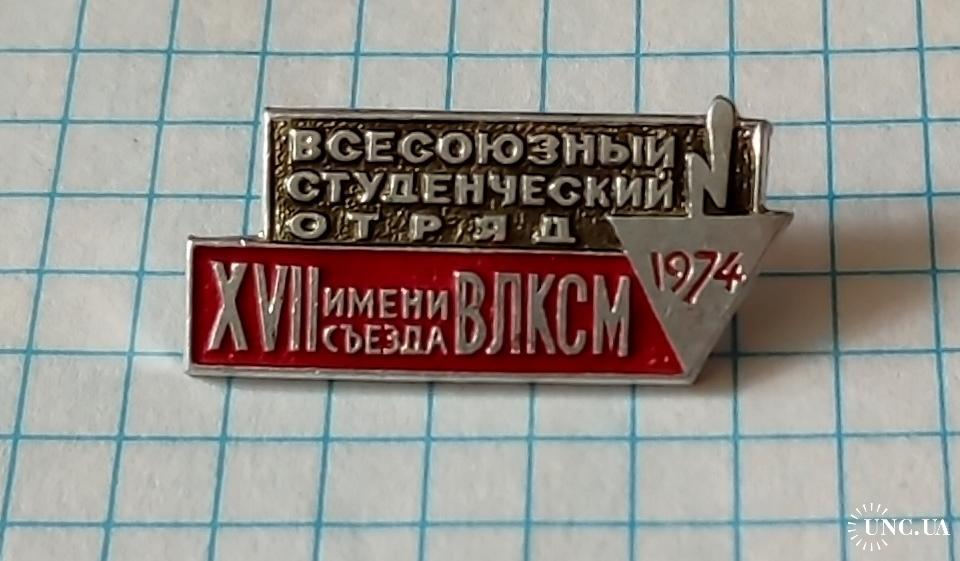 ВСЕСОЮЗНЫЙ
СТУДЕНЧЕСКИЙ
ОТРЯД
1974
XVII ИМЕНИ СЪЕЗДА ВЛКСМ
UNC.UA